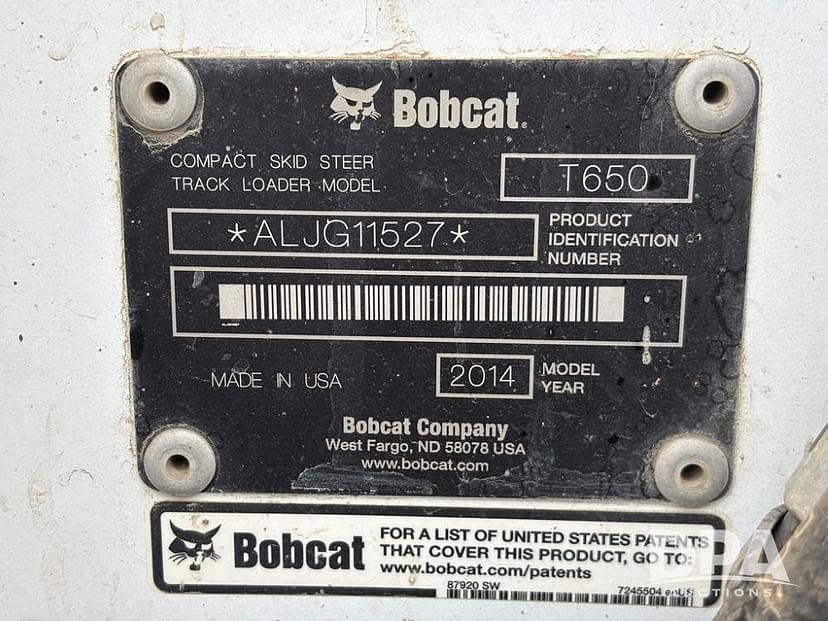 Bobcat®
COMPACT SKID STEER
TRACK LOADER MODEL
T650
*ALJG11527*
PRODUCT
IDENTIFICATION
NUMBER
MADE IN USA
2014
MODEL
YEAR
Bobcat Company
West Fargo, ND 58078 USA
www.bobcat.com
Bobcat
FOR A LIST OF UNITED STATES PATENTS
THAT COVER THIS PRODUCT, GO TO:
www.bobcat.com/patents
87920 SW
7245504 enUS